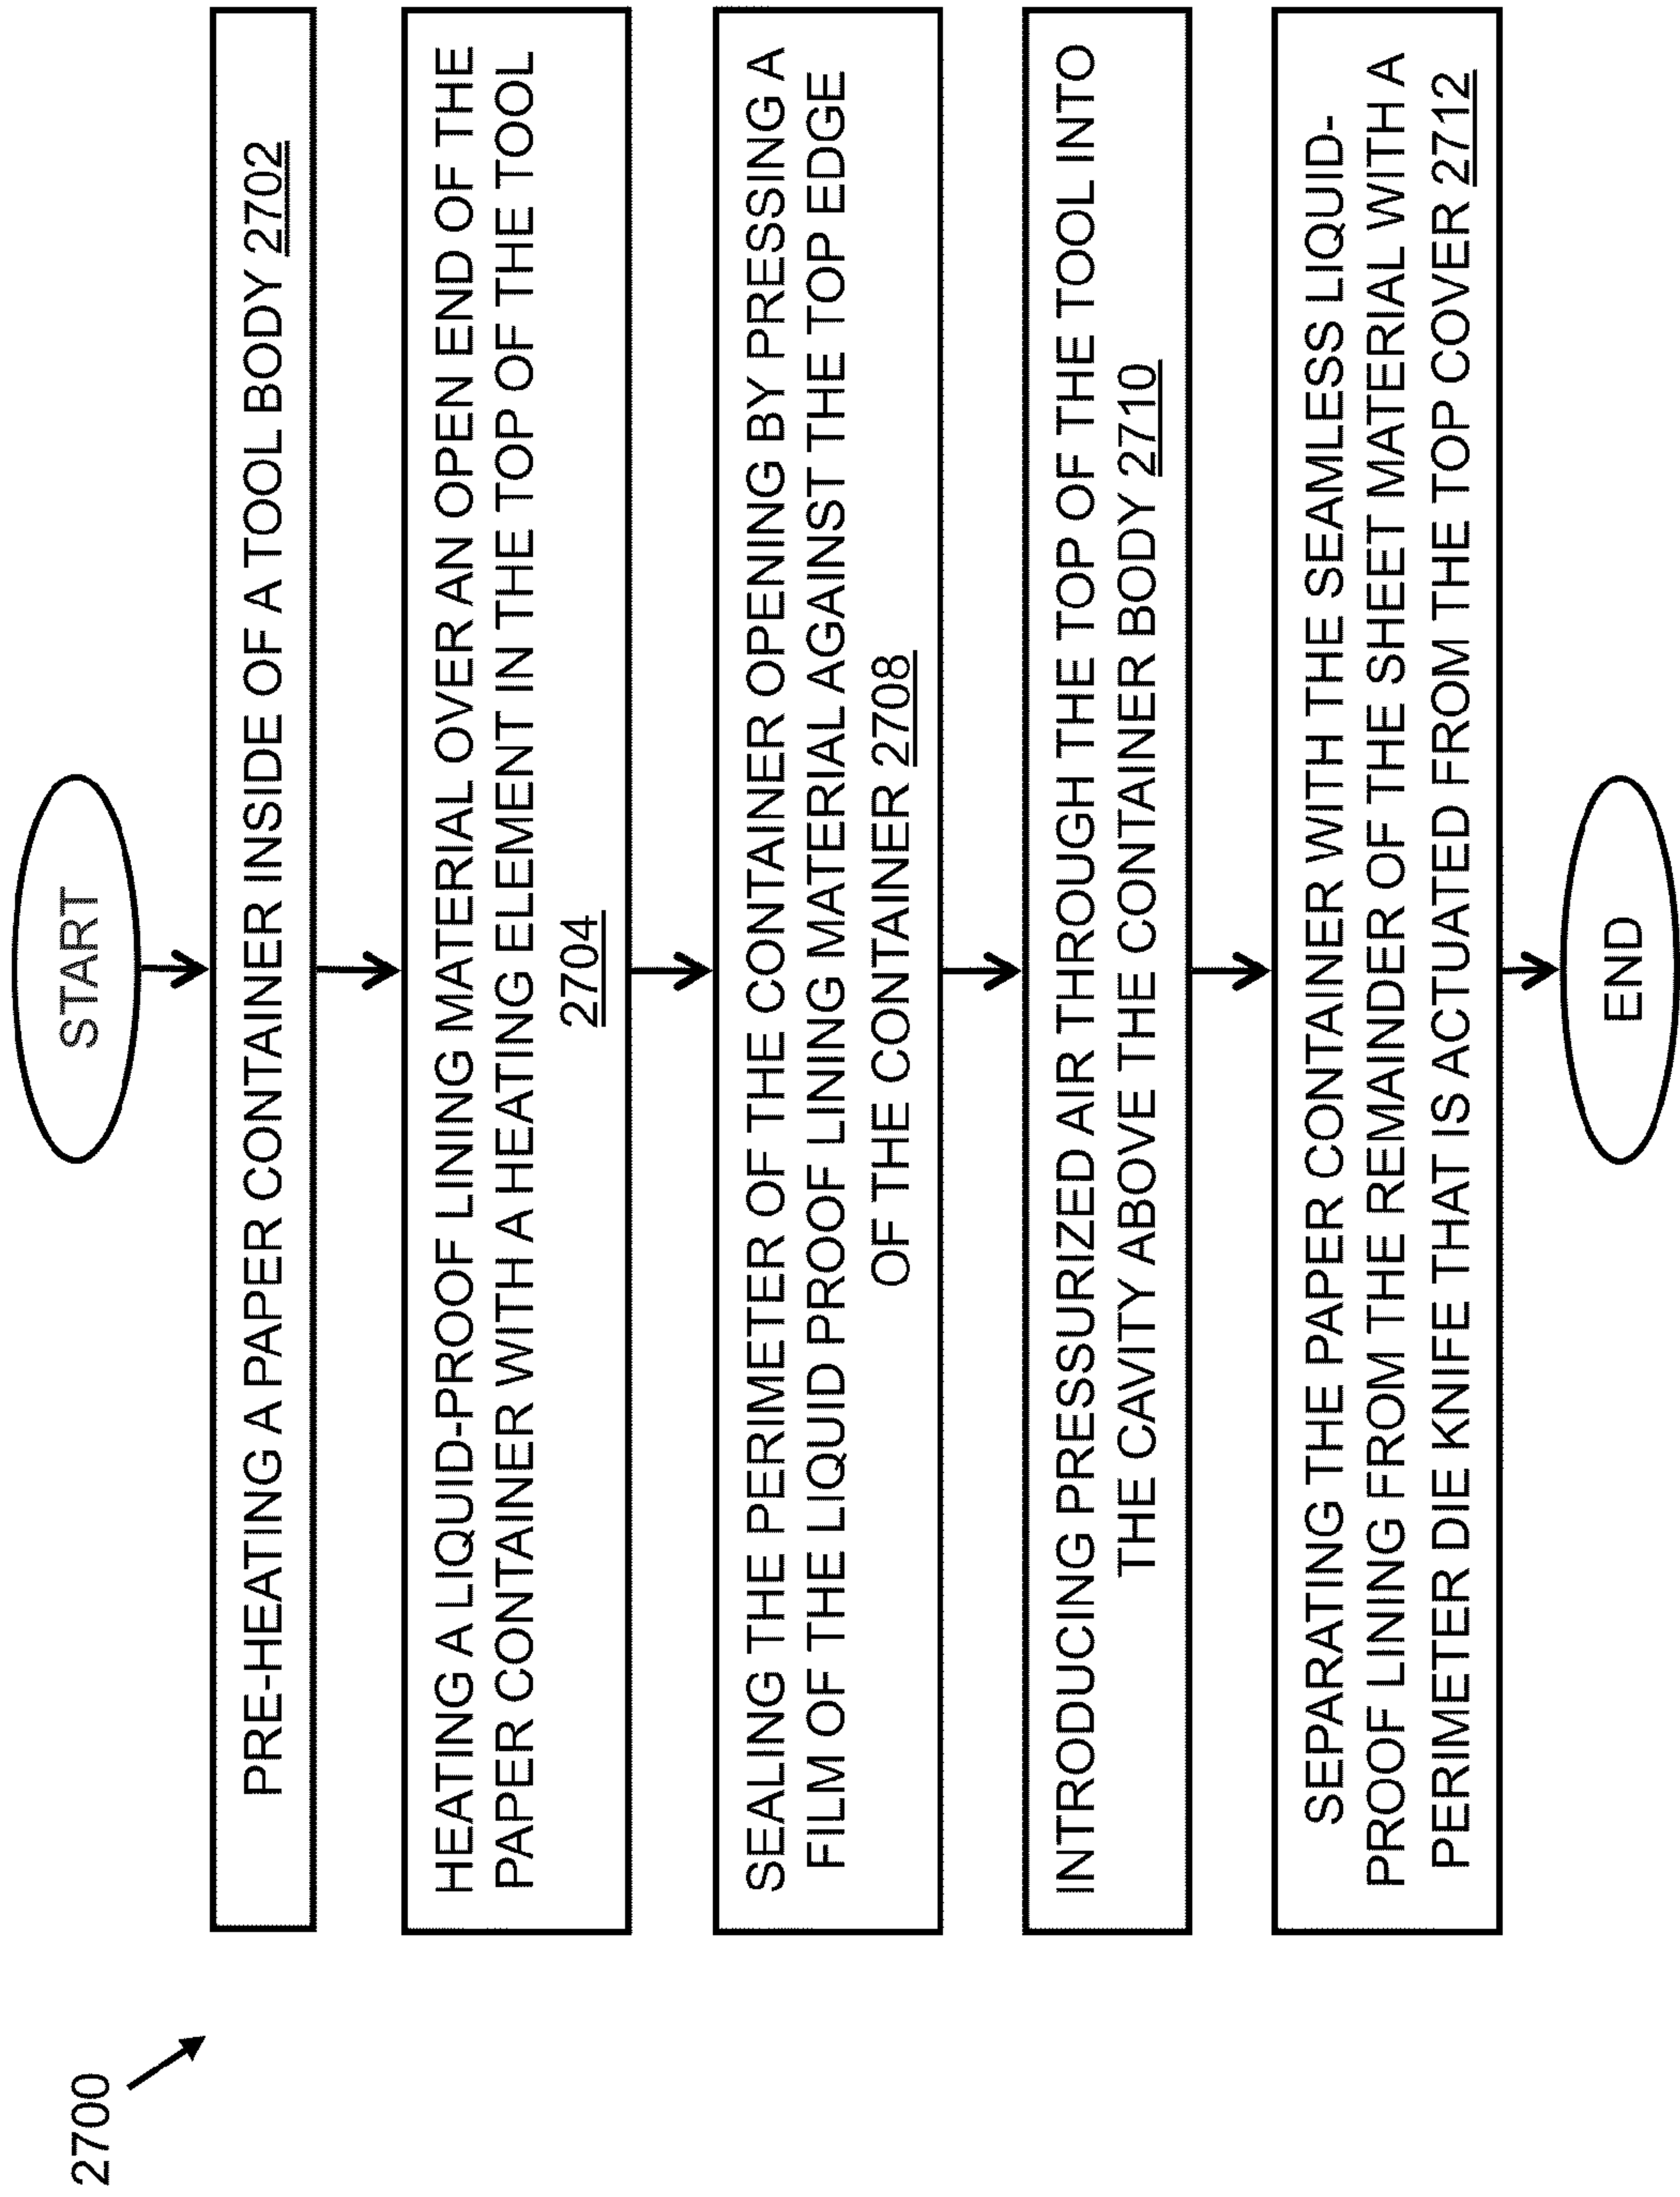 2700
START
PRE-HEATING A PAPER CONTAINER INSIDE OF A TOOL BODY 2702
HEATING A LIQUID-PROOF LINING MATERIAL OVER AN OPEN END OF THE
PAPER CONTAINER WITH A HEATING ELEMENT IN THE TOP OF THE TOOL
2704
SEALING THE PERIMETER OF THE CONTAINER OPENING BY PRESSING A
FILM OF THE LIQUID PROOF LINING MATERIAL AGAINST THE TOP EDGE
OF THE CONTAINER 2708
INTRODUCING PRESSURIZED AIR THROUGH THE TOP OF THE TOOL INTO
THE CAVITY ABOVE THE CONTAINER BODY 2710
SEPARATING THE PAPER CONTAINER WITH THE SEAMLESS LIQUID-
PROOF LINING FROM THE REMAINDER OF THE SHEET MATERIAL WITH A
PERIMETER DIE KNIFE THAT IS ACTUATED FROM THE TOP COVER 2712
END